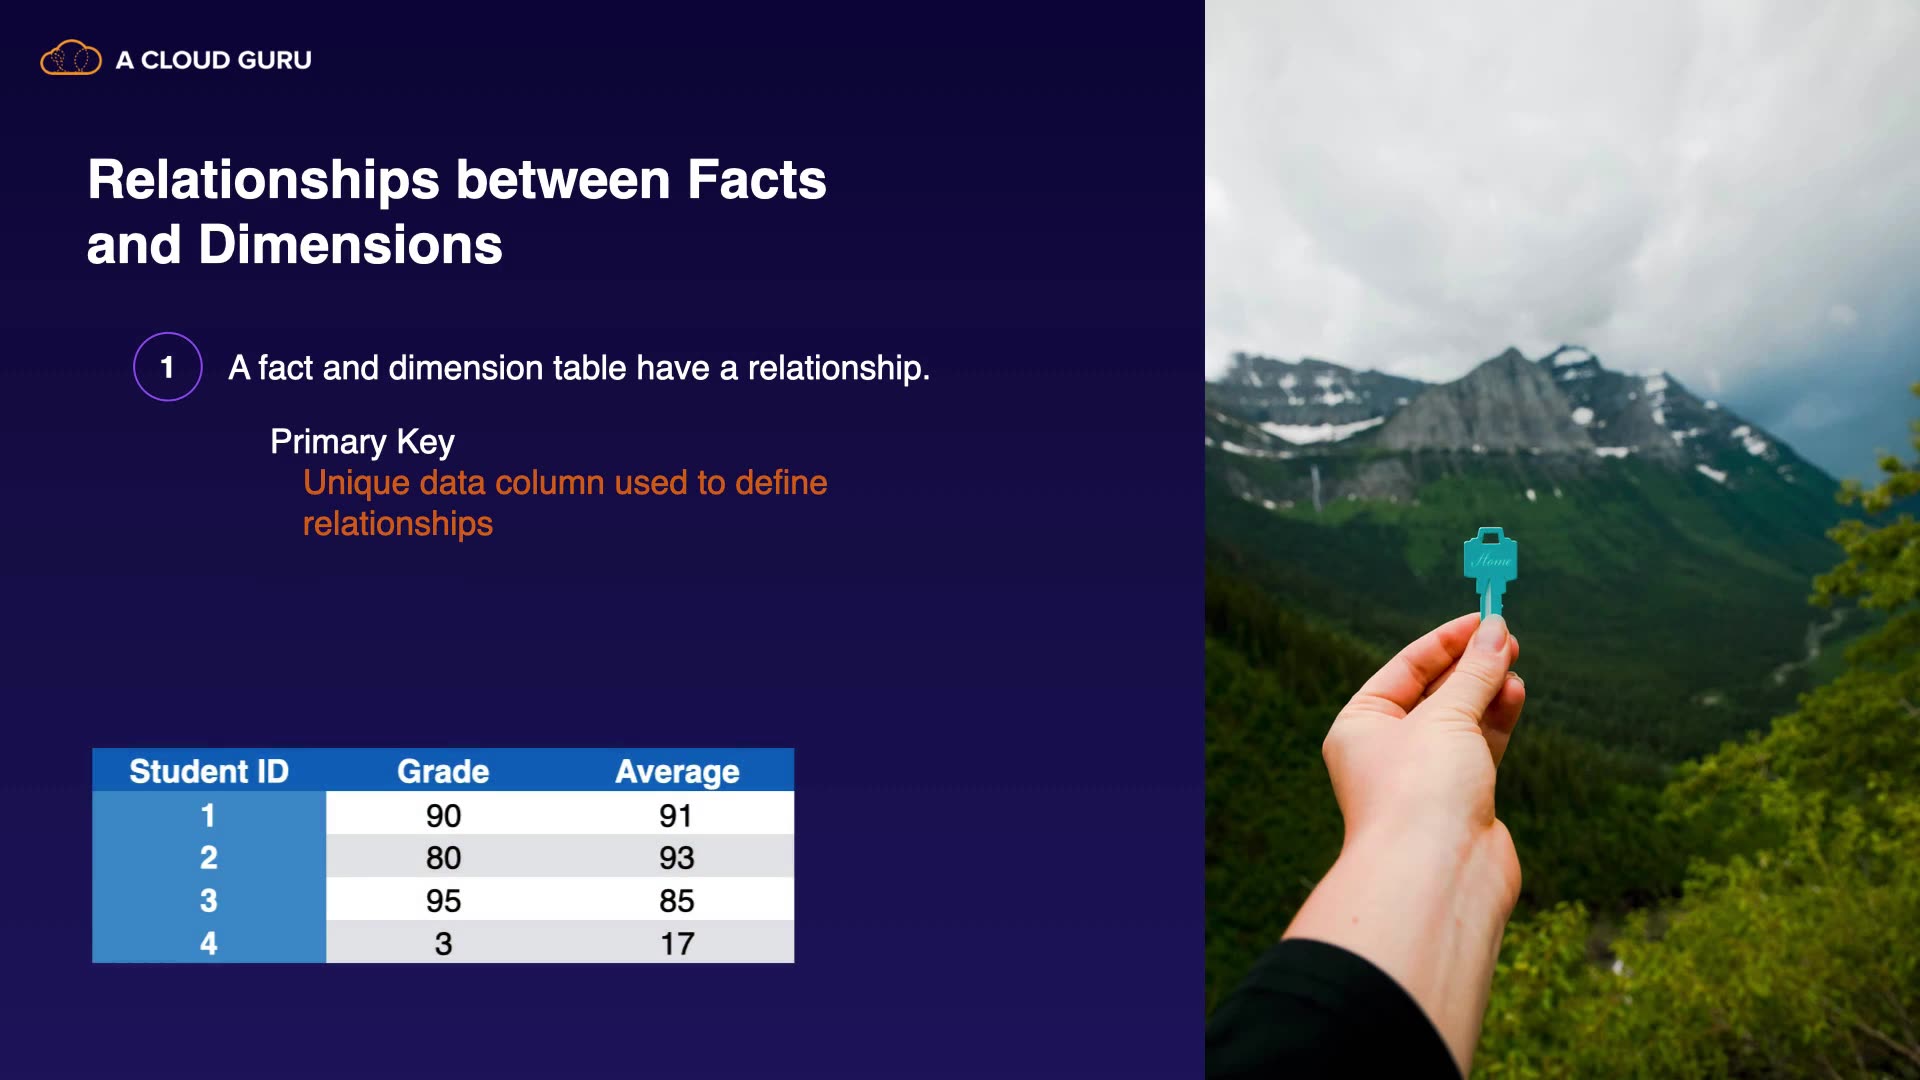 A CLOUD GURU
Relationships between Facts
and Dimensions
1 A fact and dimension table have a relationship.
Primary Key
Unique data column used to define
relationships
Student ID Grade Average
1 90 91
2 80 93
3 95 85
4 3 17
Home